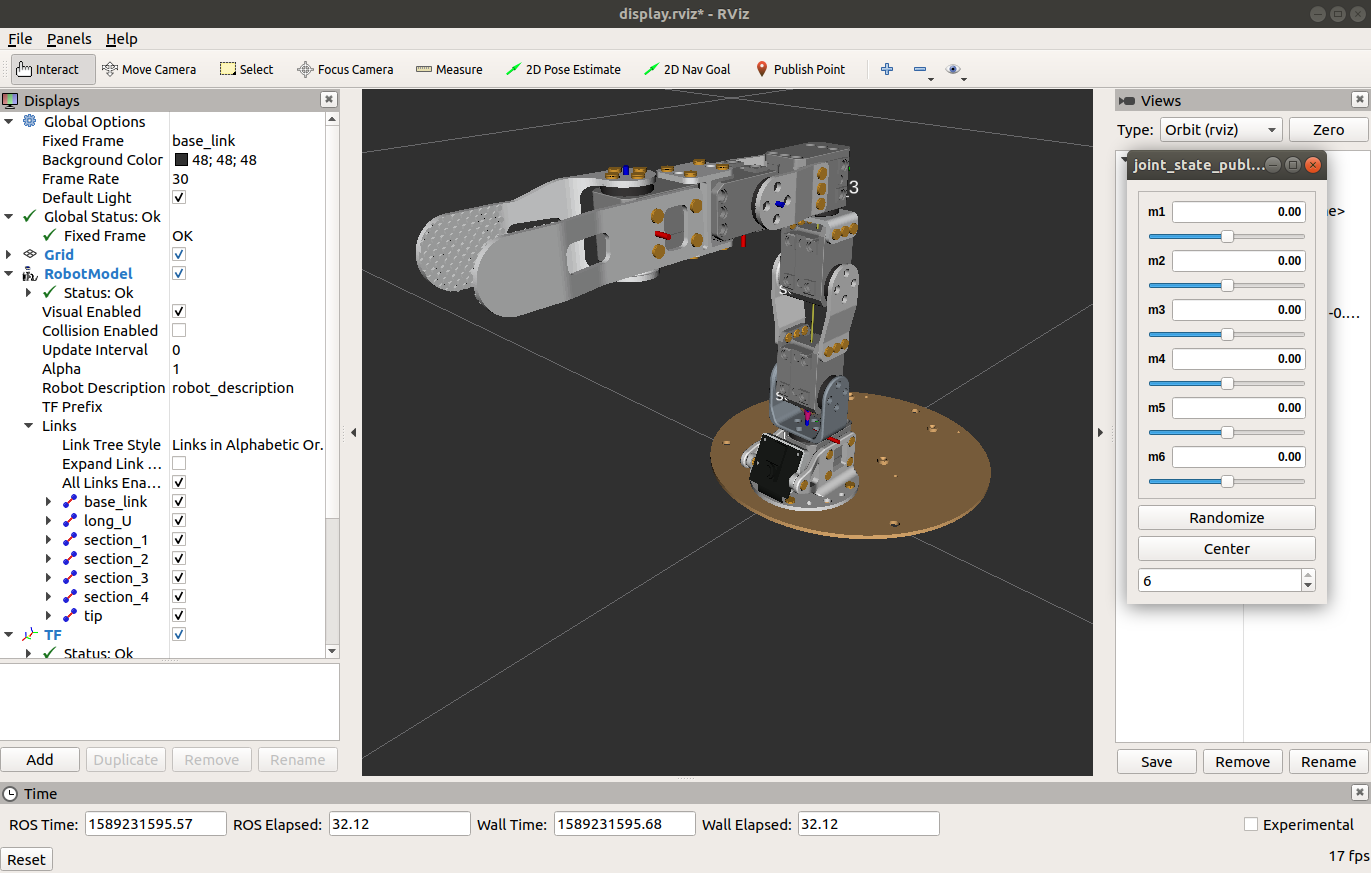 display.rviz* - RViz
File Panels Help
Interact Move Camera Select Focus Camera Measure 2D Pose Estimate 2D Nav Goal Publish Point
Displays
Global Options
Fixed Frame base_link
Background Color 48; 48; 48
Frame Rate 30
Default Light
Global Status: Ok
Fixed Frame OK
Grid
RobotModel
Status: Ok
Visual Enabled
Collision Enabled
Update Interval 0
Alpha 1
Robot Description robot_description
TF Prefix
Links
Link Tree Style Links in Alphabetic Or.
Expand Link ...
All Links Ena...
base_link
long_U
section_1
section_2
section_3
section_4
tip
TF
Status: Ok
Add Duplicate Remove Rename
3
Views
Type: Orbit (rviz) Zero
joint_state_publ...
m1 0.00
m2 0.00
m3 0.00
m4 0.00
m5 0.00
m6 0.00
Randomize
Center
6
e>
-0....
Save Remove Rename
Time
ROS Time: 1589231595.57 ROS Elapsed: 32.12 Wall Time: 1589231595.68 Wall Elapsed: 32.12 Experimental
Reset 17 fps